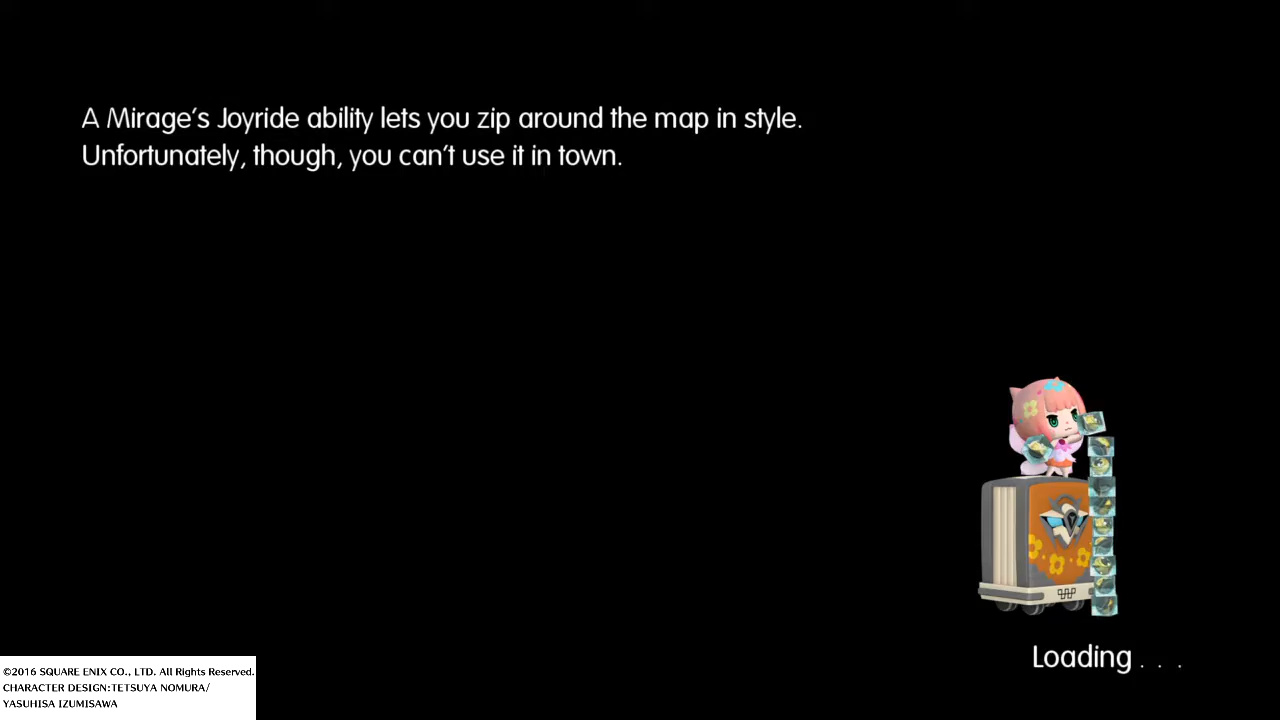 A Mirage's Joyride ability lets you zip around the map in style.
Unfortunately, though, you can't use it in town.
Loading . . .
©2016 SQUARE ENIX CO., LTD. All Rights Reserved.
CHARACTER DESIGN:TETSUYA NOMURA/
YASUHISA IZUMISAWA